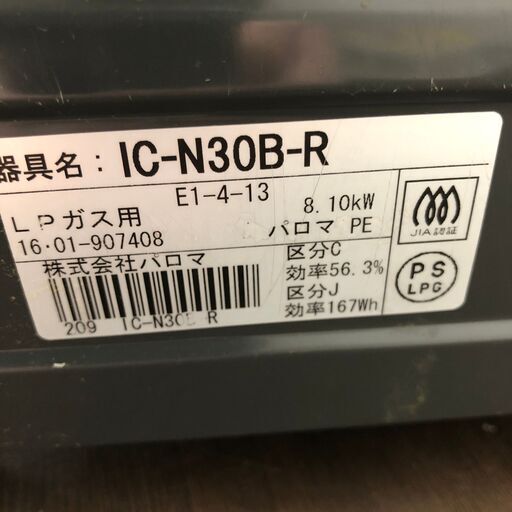 器具名：IC-N30B-R
E1-4-13
LPガス用
8.10kW
16・01-907408
パロマ PE
株式会社パロマ
区分C
効率56.3%
区分J
効率167Wh
209 IC-N30B-R
JIA認証
PS
LPG